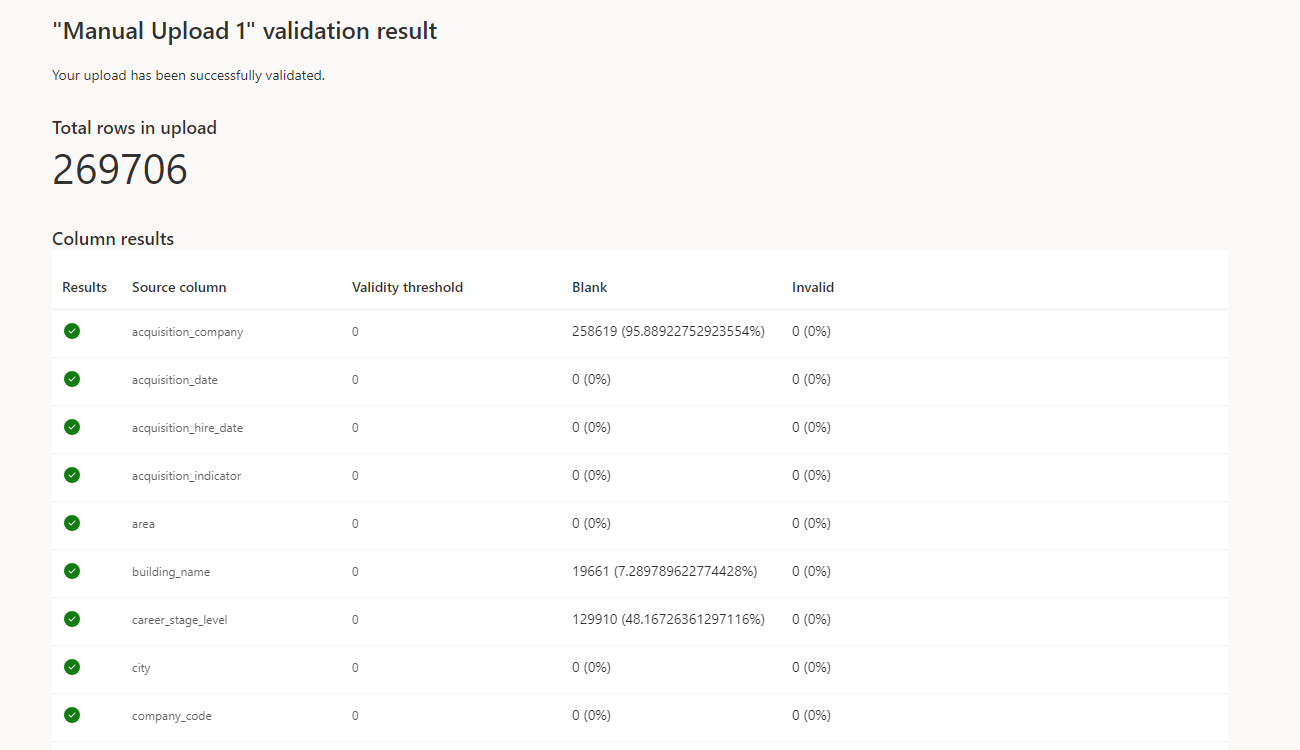 "Manual Upload 1" validation result
Your upload has been successfully validated.
Total rows in upload
269706
Column results
Results Source column Validity threshold Blank Invalid
acquisition_company 0 258619 (95.88922752923554%) 0 (0%)
acquisition_date 0 0 (0%) 0 (0%)
acquisition_hire_date 0 0 (0%) 0 (0%)
acquisition_indicator 0 0 (0%) 0 (0%)
area 0 0 (0%) 0 (0%)
building_name 0 19661 (7.289789622774428%) 0 (0%)
career_stage_level 0 129910 (48.16726361297116%) 0 (0%)
city 0 0 (0%) 0 (0%)
company_code 0 0 (0%) 0 (0%)